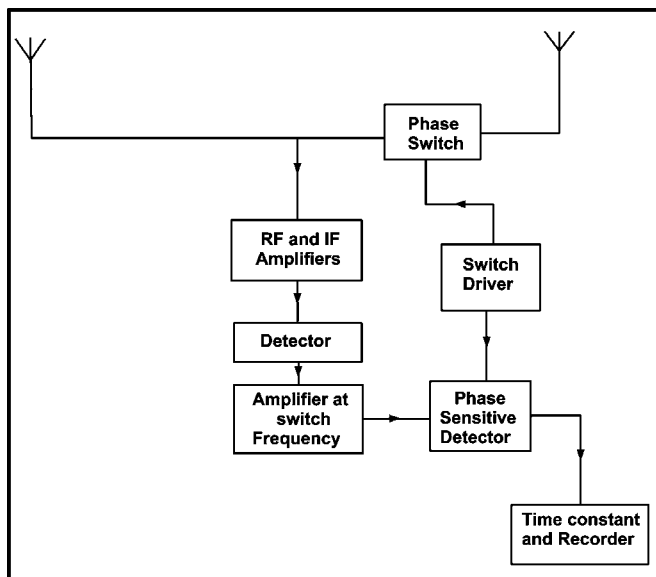 Phase
Switch
RF and IF
Amplifiers
Switch
Driver
Detector
Amplifier at
switch
Frequency
Phase
Sensitive
Detector
Time constant
and Recorder